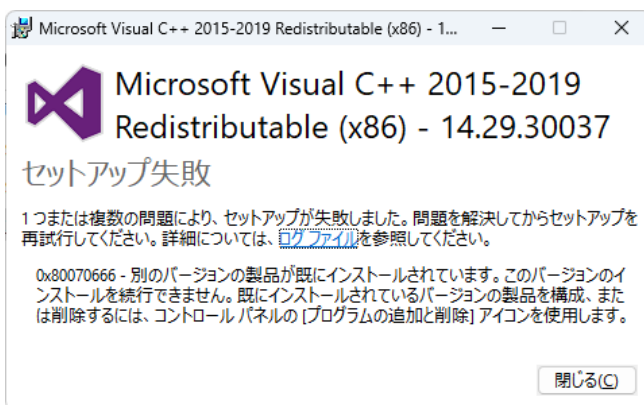 Microsoft Visual C++ 2015-2019 Redistributable (x86) - 1...
Microsoft Visual C++ 2015-2019
Redistributable (x86) - 14.29.30037
セットアップ失敗
1 つまたは複数の問題により、セットアップが失敗しました。問題を解決してからセットアップを
再試行してください。詳細については、ログ ファイルを参照してください。
0x80070666 - 別のバージョンの製品が既にインストールされています。このバージョンのイ
ンストールを続行できません。既にインストールされているバージョンの製品を構成、また
は削除するには、コントロール パネルの [プログラムの追加と削除] アイコンを使用します。
閉じる(C)